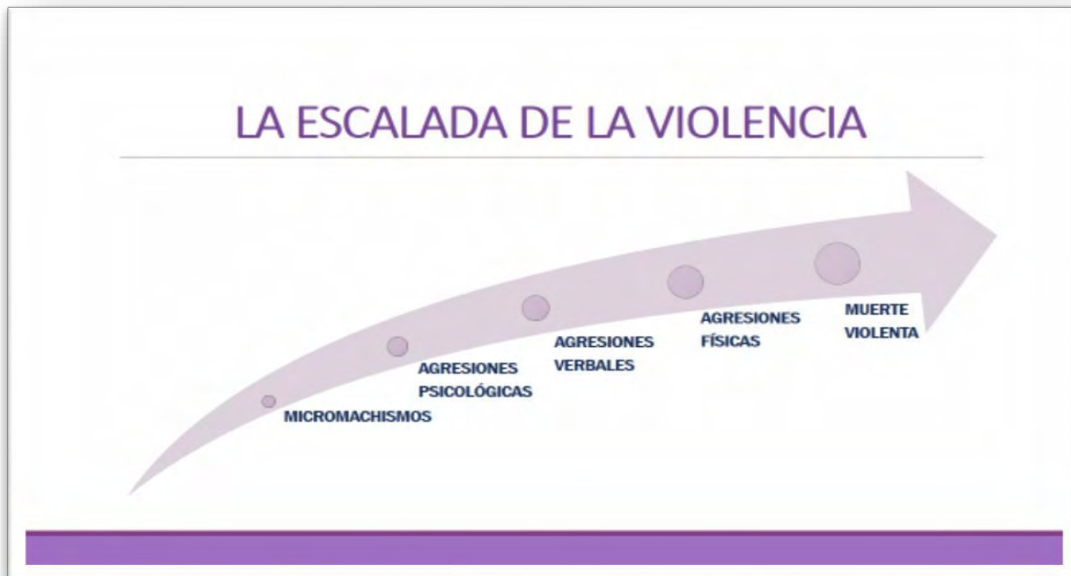 LA ESCALADA DE LA VIOLENCIA
MICROMACHISMOS
AGRESIONES
PSICOLÓGICAS
AGRESIONES
VERBALES
AGRESIONES
FÍSICAS
MUERTE
VIOLENTA